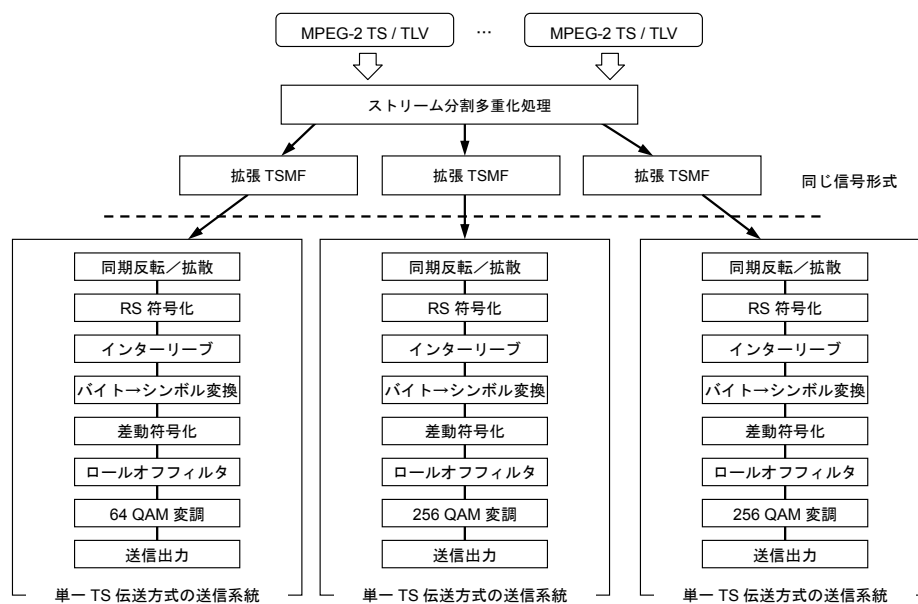 MPEG-2 TS / TLV
…
MPEG-2 TS / TLV
ストリーム分割多重化処理
拡張 TSMF
拡張 TSMF
拡張 TSMF
同じ信号形式
同期反転／拡散
RS 符号化
インターリーブ
バイト→シンボル変換
差動符号化
ロールオフフィルタ
64 QAM 変調
送信出力
単一 TS 伝送方式の送信系統
同期反転／拡散
RS 符号化
インターリーブ
バイト→シンボル変換
差動符号化
ロールオフフィルタ
256 QAM 変調
送信出力
単一 TS 伝送方式の送信系統
同期反転／拡散
RS 符号化
インターリーブ
バイト→シンボル変換
差動符号化
ロールオフフィルタ
256 QAM 変調
送信出力
単一 TS 伝送方式の送信系統